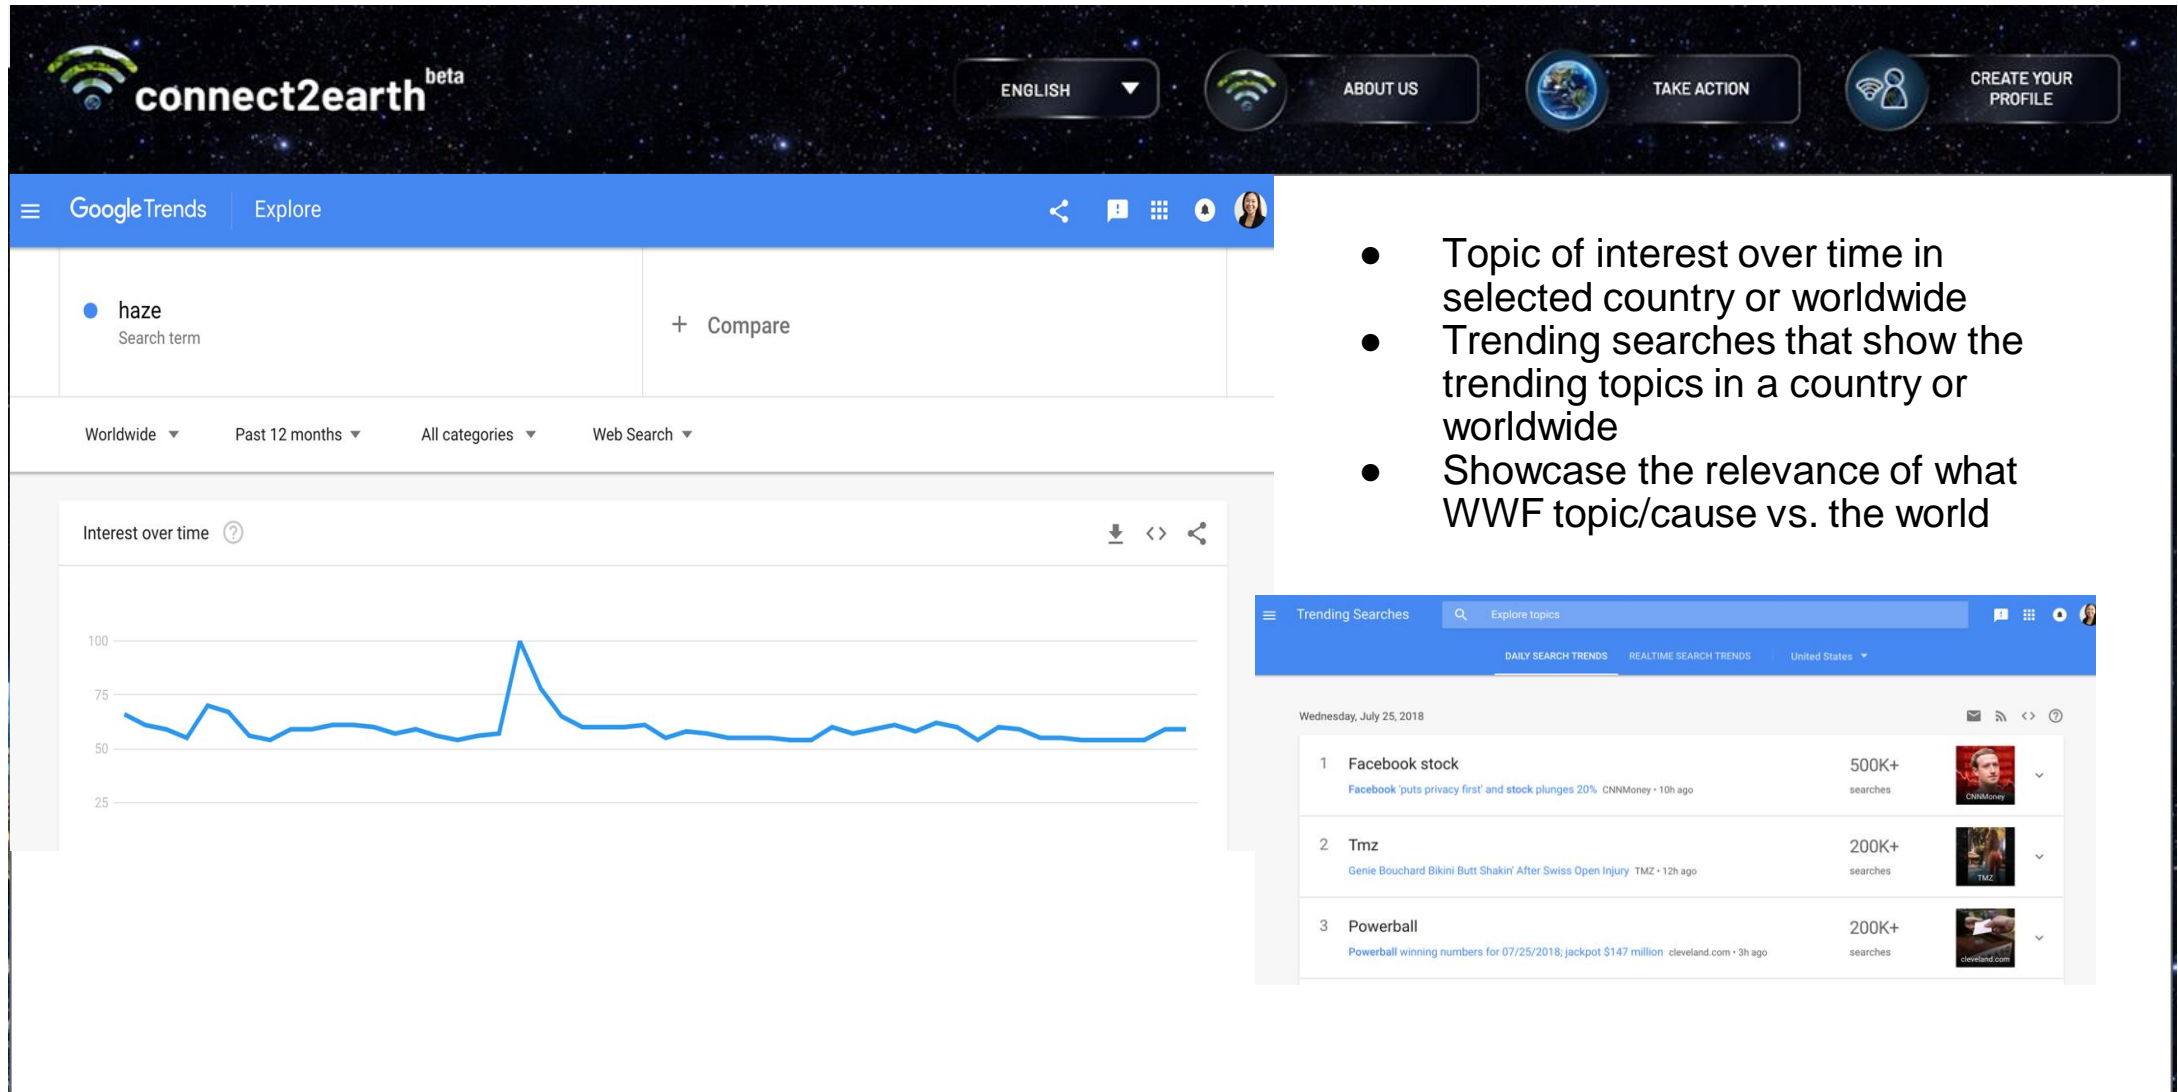 connect2earth beta
ENGLISH
ABOUT US
TAKE ACTION
CREATE YOUR
PROFILE
Google Trends Explore
haze
Search term
+ Compare
Worldwide Past 12 months All categories Web Search
Interest over time
100
75
50
25
● Topic of interest over time in
selected country or worldwide
● Trending searches that show the
trending topics in a country or
worldwide
● Showcase the relevance of what
WWF topic/cause vs. the world
Trending Searches Explore topics
DAILY SEARCH TRENDS REALTIME SEARCH TRENDS United States
Wednesday, July 25, 2018
1 Facebook stock 500K+
Facebook 'puts privacy first' and stock plunges 20% CNNMoney • 10h ago searches
CNNMoney
2 Tmz 200K+
Genie Bouchard Bikini Butt Shakin' After Swiss Open Injury TMZ • 12h ago searches
TMZ
3 Powerball 200K+
Powerball winning numbers for 07/25/2018; jackpot $147 million cleveland.com • 3h ago searches
cleveland.com